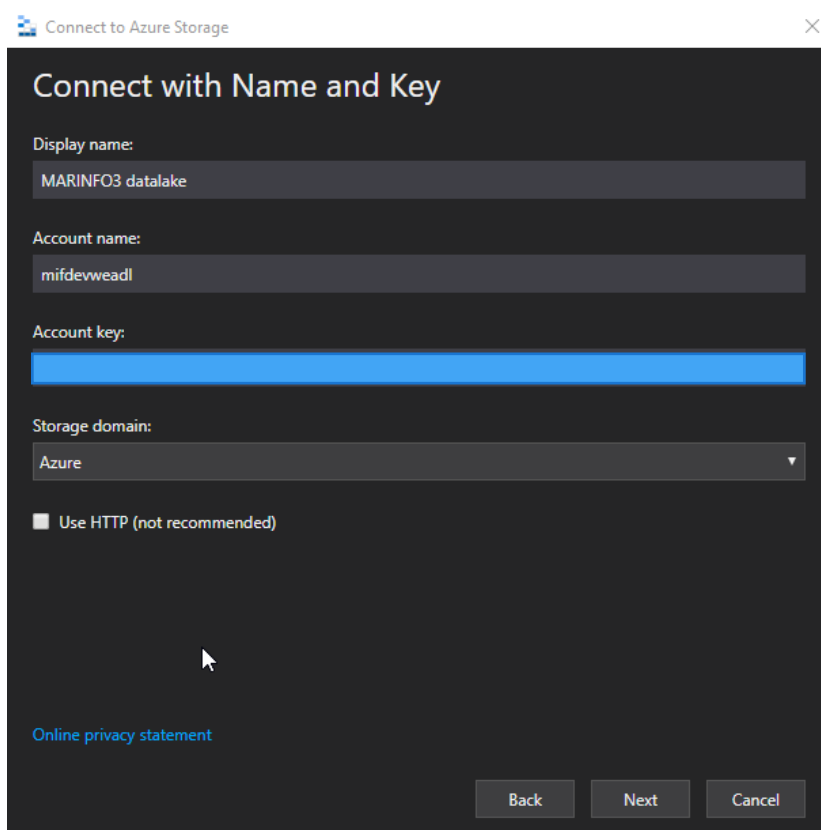 Connect to Azure Storage
Connect with Name and Key
Display name:
MARINFO3 datalake
Account name:
mifdevweadl
Account key:
Storage domain:
Azure
Use HTTP (not recommended)
Online privacy statement
Back Next Cancel